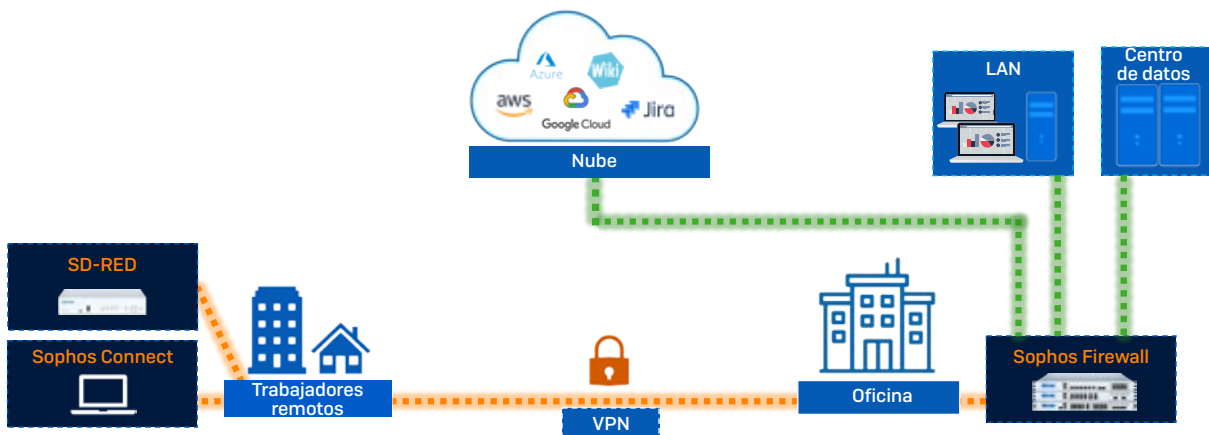 Azure
Wiki
aws
Google Cloud
Jira
Nube
LAN
Centro
de datos
SD-RED
Sophos Connect
Trabajadores
remotos
VPN
Oficina
Sophos Firewall